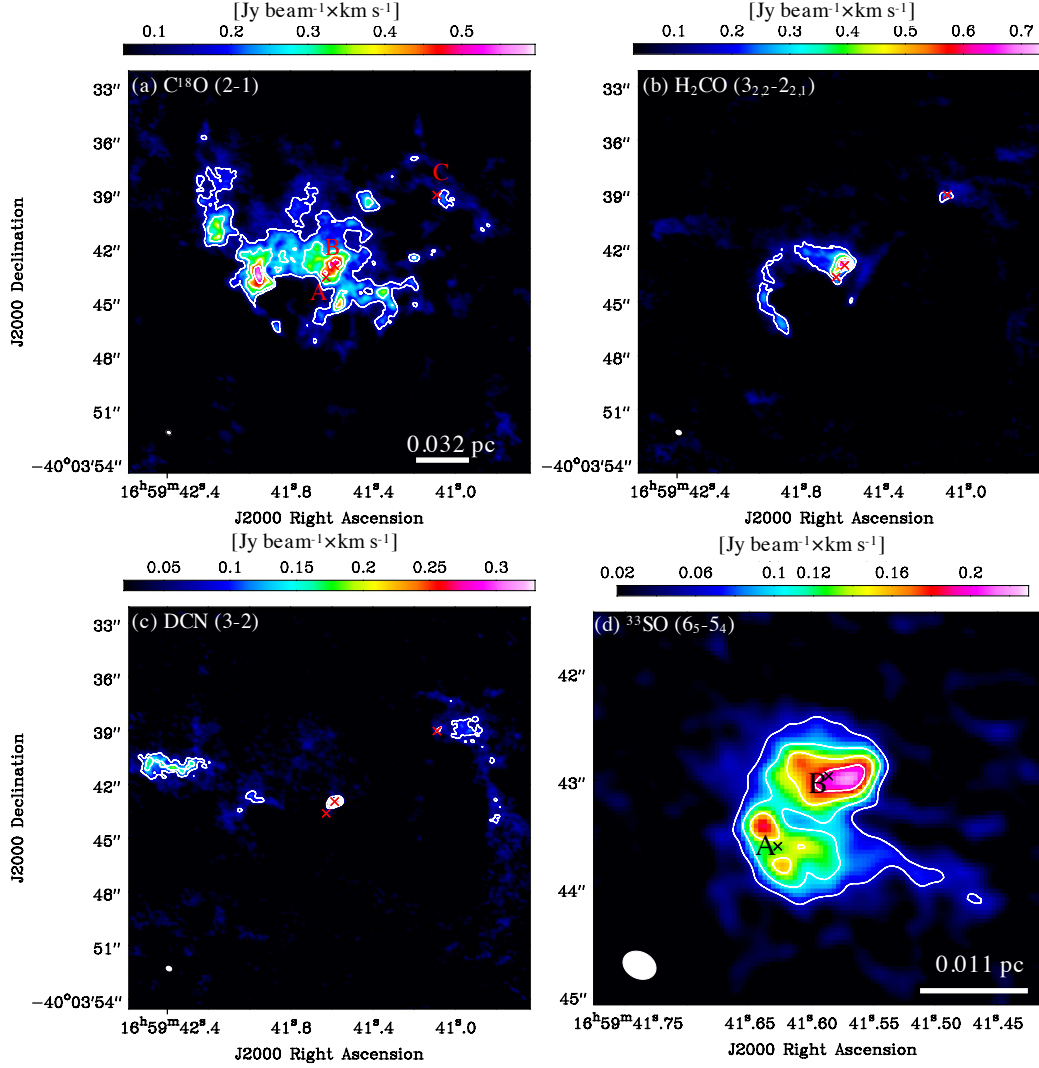 [Jy beam⁻¹×km s⁻¹]
0.1 0.2 0.3 0.4 0.5
(a) C¹⁸O (2-1)
J2000 Declination
33″
36″
39″
42″
45″
48″
51″
−40°03′54″
C
B
A
0.032 pc
16ʰ59ᵐ42ˢ.4 41ˢ.8 41ˢ.4 41ˢ.0
J2000 Right Ascension
[Jy beam⁻¹×km s⁻¹]
0.1 0.2 0.3 0.4 0.5 0.6 0.7
(b) H₂CO (3₂,₂-2₂,₁)
33″
36″
39″
42″
45″
48″
51″
−40°03′54″
16ʰ59ᵐ42ˢ.4 41ˢ.8 41ˢ.4 41ˢ.0
J2000 Right Ascension
[Jy beam⁻¹×km s⁻¹]
0.05 0.1 0.15 0.2 0.25 0.3
(c) DCN (3-2)
J2000 Declination
33″
36″
39″
42″
45″
48″
51″
−40°03′54″
16ʰ59ᵐ42ˢ.4 41ˢ.8 41ˢ.4 41ˢ.0
J2000 Right Ascension
[Jy beam⁻¹×km s⁻¹]
0.02 0.06 0.1 0.12 0.16 0.2
(d) ³³SO (6₅-5₄)
42″
43″
44″
45″
B
A
0.011 pc
16ʰ59ᵐ41ˢ.75 41ˢ.65 41ˢ.60 41ˢ.55 41ˢ.50 41ˢ.45
J2000 Right Ascension